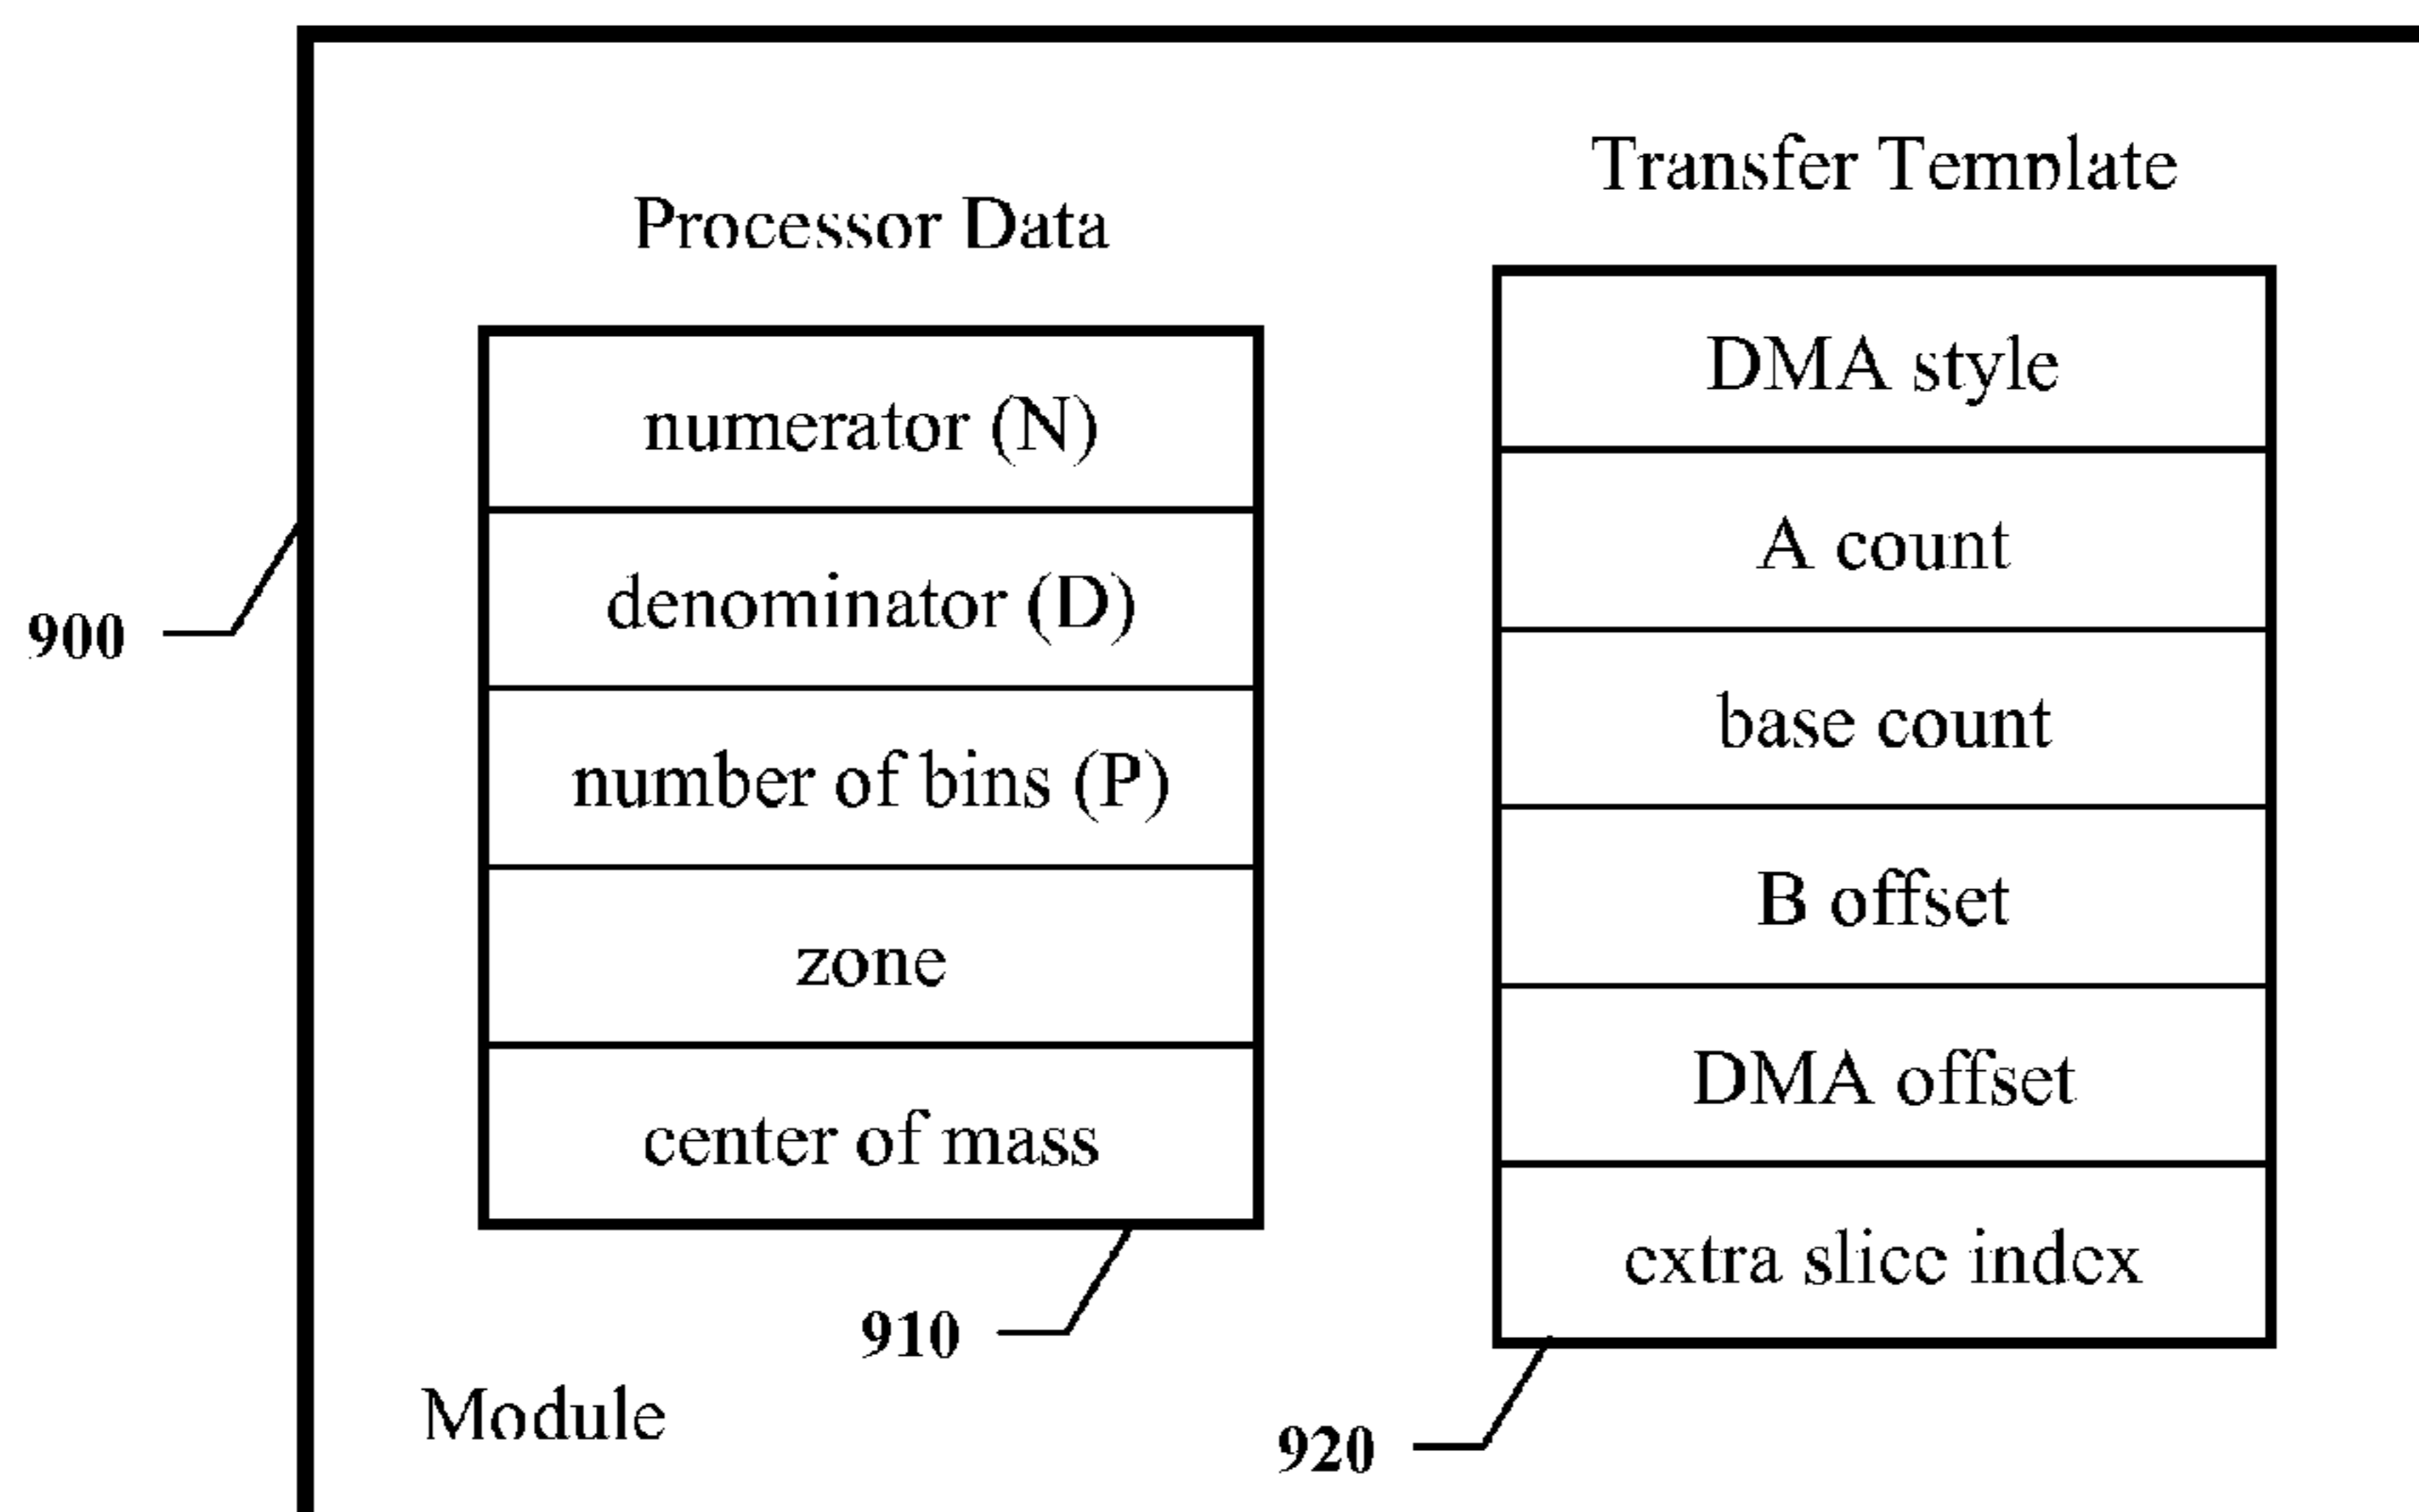 Transfer Template
Processor Data
DMA style
numerator (N)
A count
denominator (D)
900
base count
number of bins (P)
B offset
zone
DMA offset
center of mass
extra slice index
910
Module
920